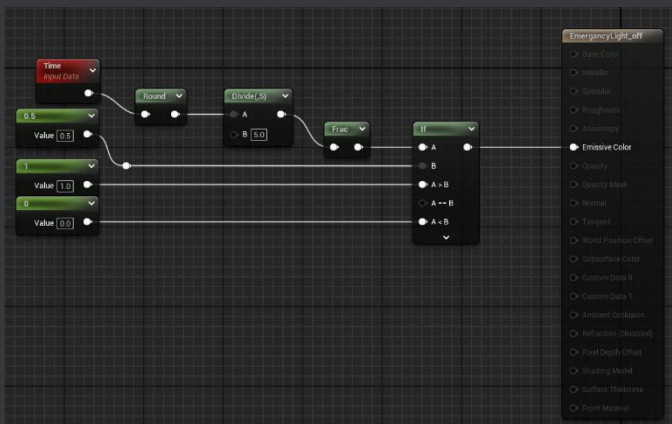 EmergancyLight_off
Base Color
Metallic
Specular
Roughness
Anisotropy
Emissive Color
Opacity
Opacity Mask
Normal
Tangent
World Position Offset
Subsurface Color
Custom Data 0
Custom Data 1
Ambient Occlusion
Refraction (Disabled)
Pixel Depth Offset
Shading Model
Surface Thickness
Front Material
Time
Input Data
Round
Divide(,5)
A
B 5.0
Frac
If
A
B
A > B
A == B
A < B
0.5
Value 0.5
1
Value 1.0
0
Value 0.0